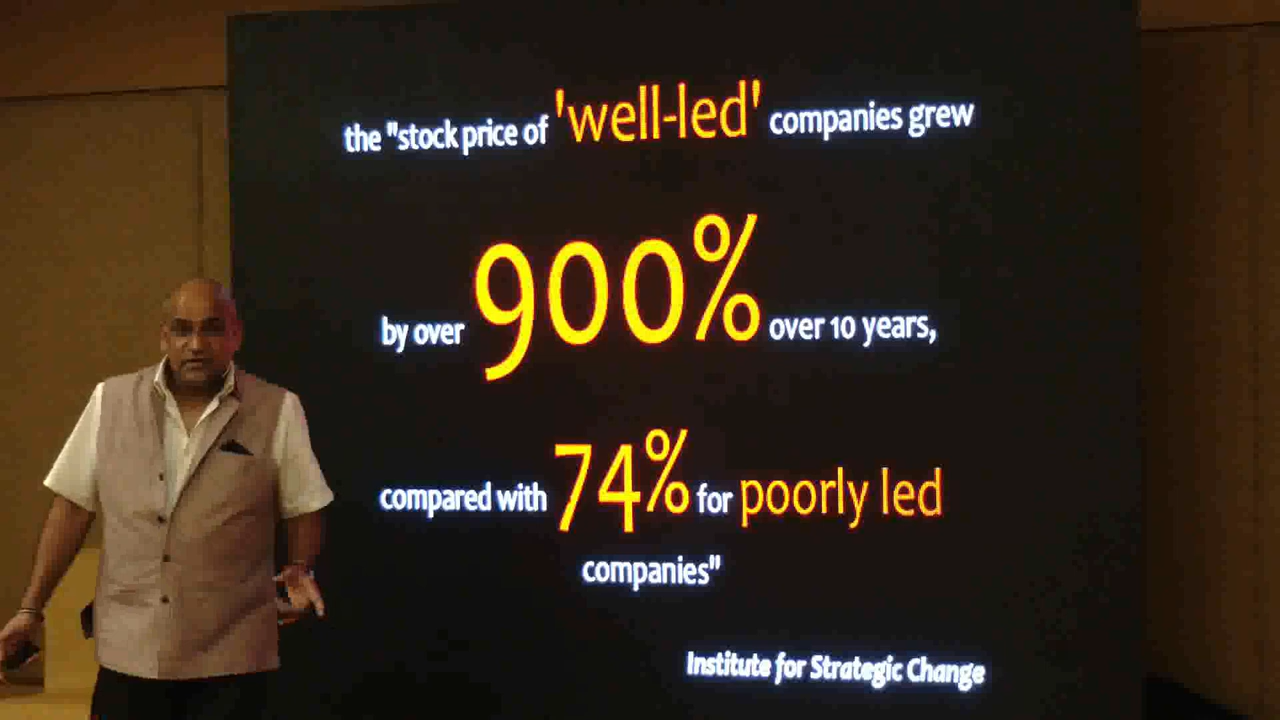 the "stock price of 'well-led' companies grew
by over 900% over 10 years,
compared with 74% for poorly led
companies"
Institute for Strategic Change